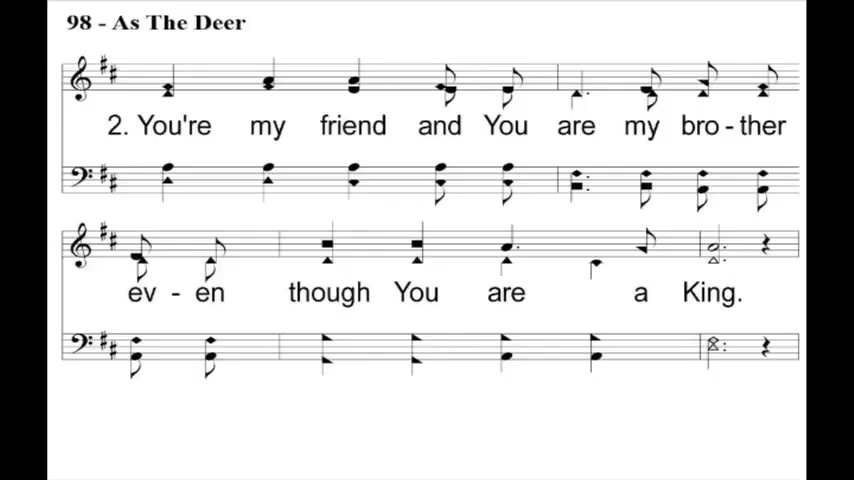 98 - As The Deer
2. You're my friend and You are my bro - ther
ev - en though You are a King.